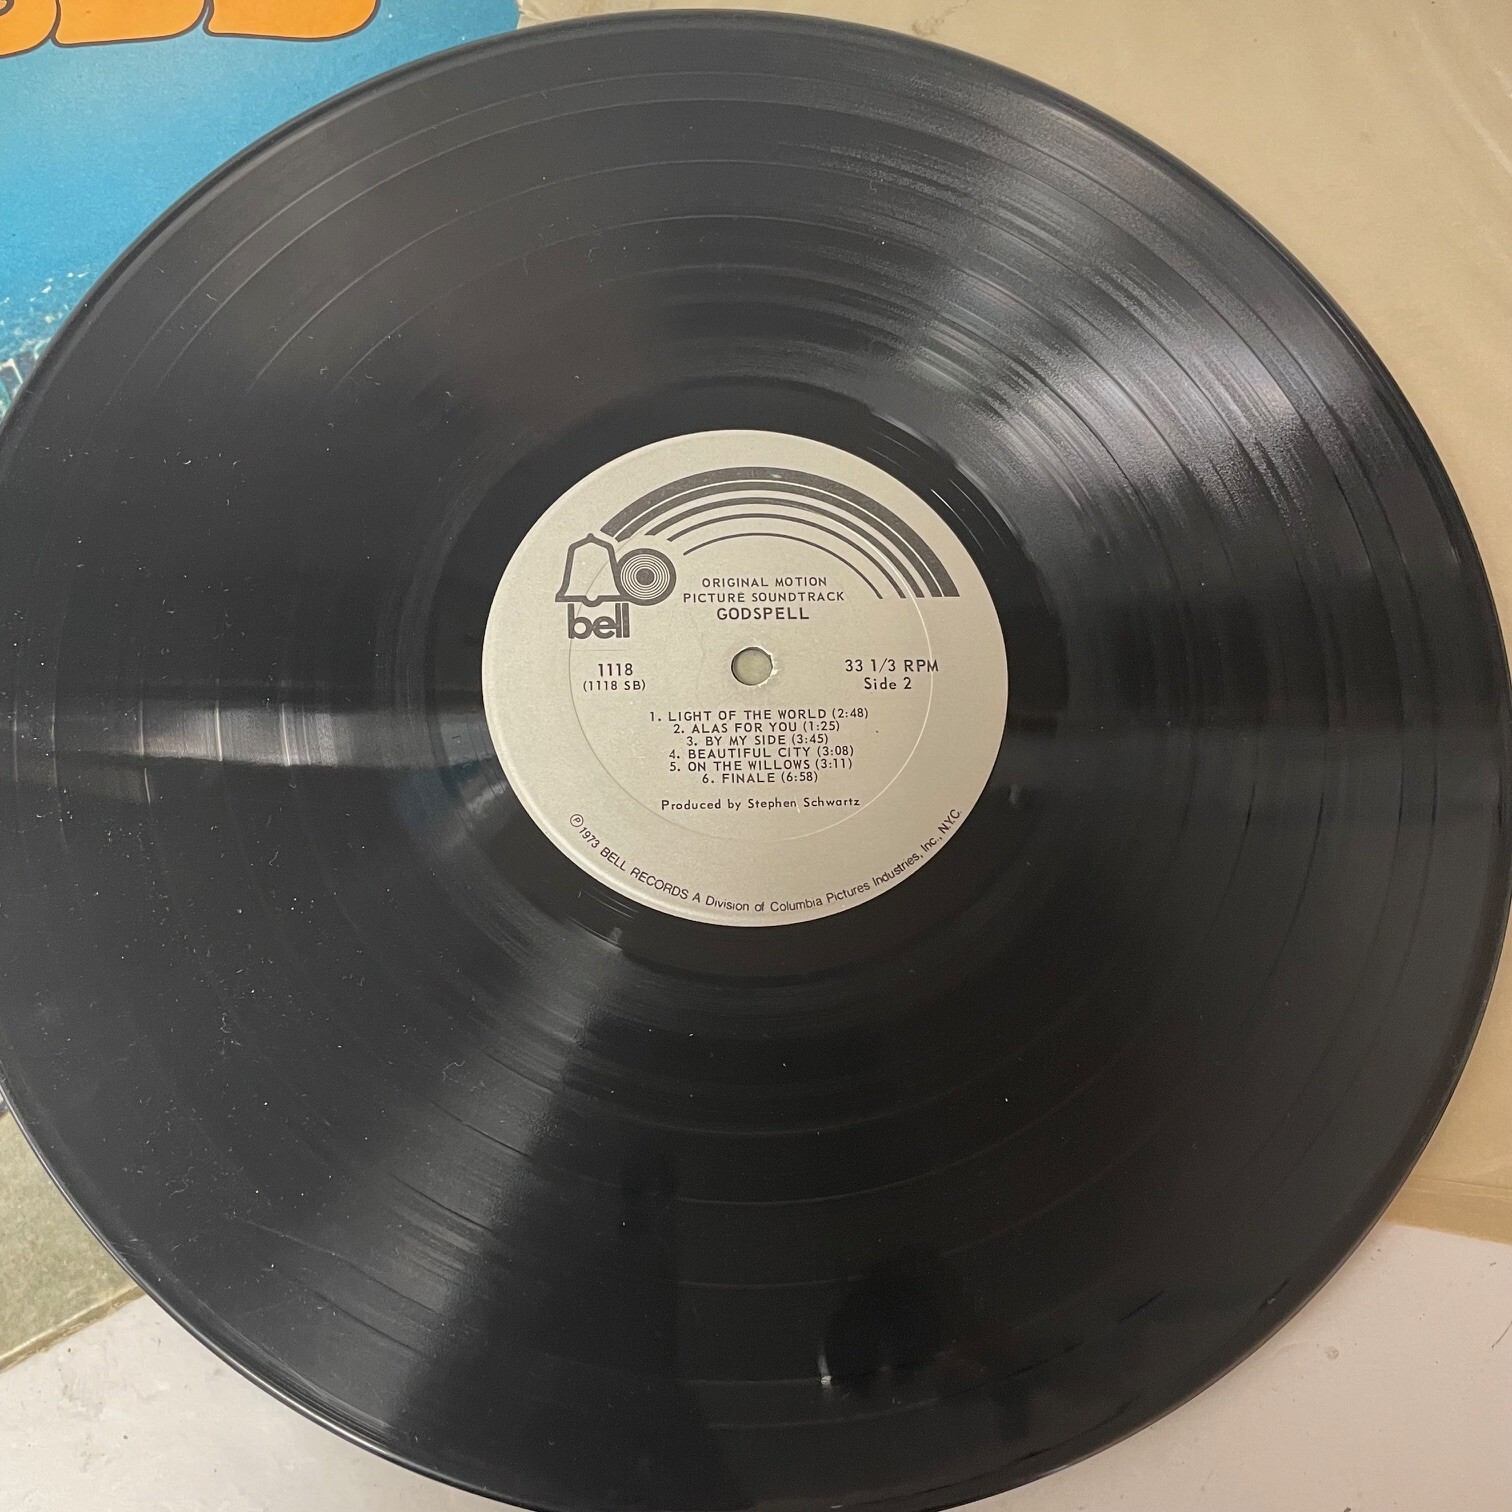 ORIGINAL MOTION
PICTURE SOUNDTRACK
GODSPELL
bell
1118
(1118 SB)
33 1/3 RPM
Side 2
1. LIGHT OF THE WORLD (2:48)
2. ALAS FOR YOU (1:25)
3. BY MY SIDE (3:45)
4. BEAUTIFUL CITY (3:08)
5. ON THE WILLOWS (3:11)
6. FINALE (6:58)
Produced by Stephen Schwartz
℗ 1973 BELL RECORDS A Division of Columbia Pictures Industries, Inc., N.Y.C.